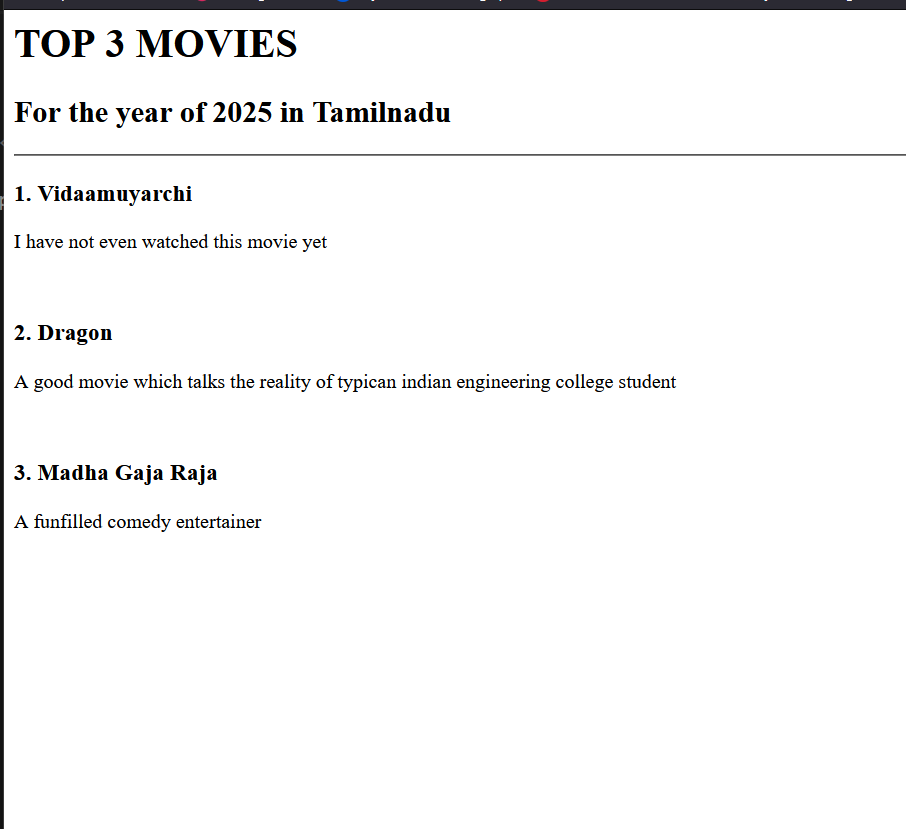 TOP 3 MOVIES
For the year of 2025 in Tamilnadu
1. Vidaamuyarchi
I have not even watched this movie yet
2. Dragon
A good movie which talks the reality of typican indian engineering college student
3. Madha Gaja Raja
A funfilled comedy entertainer